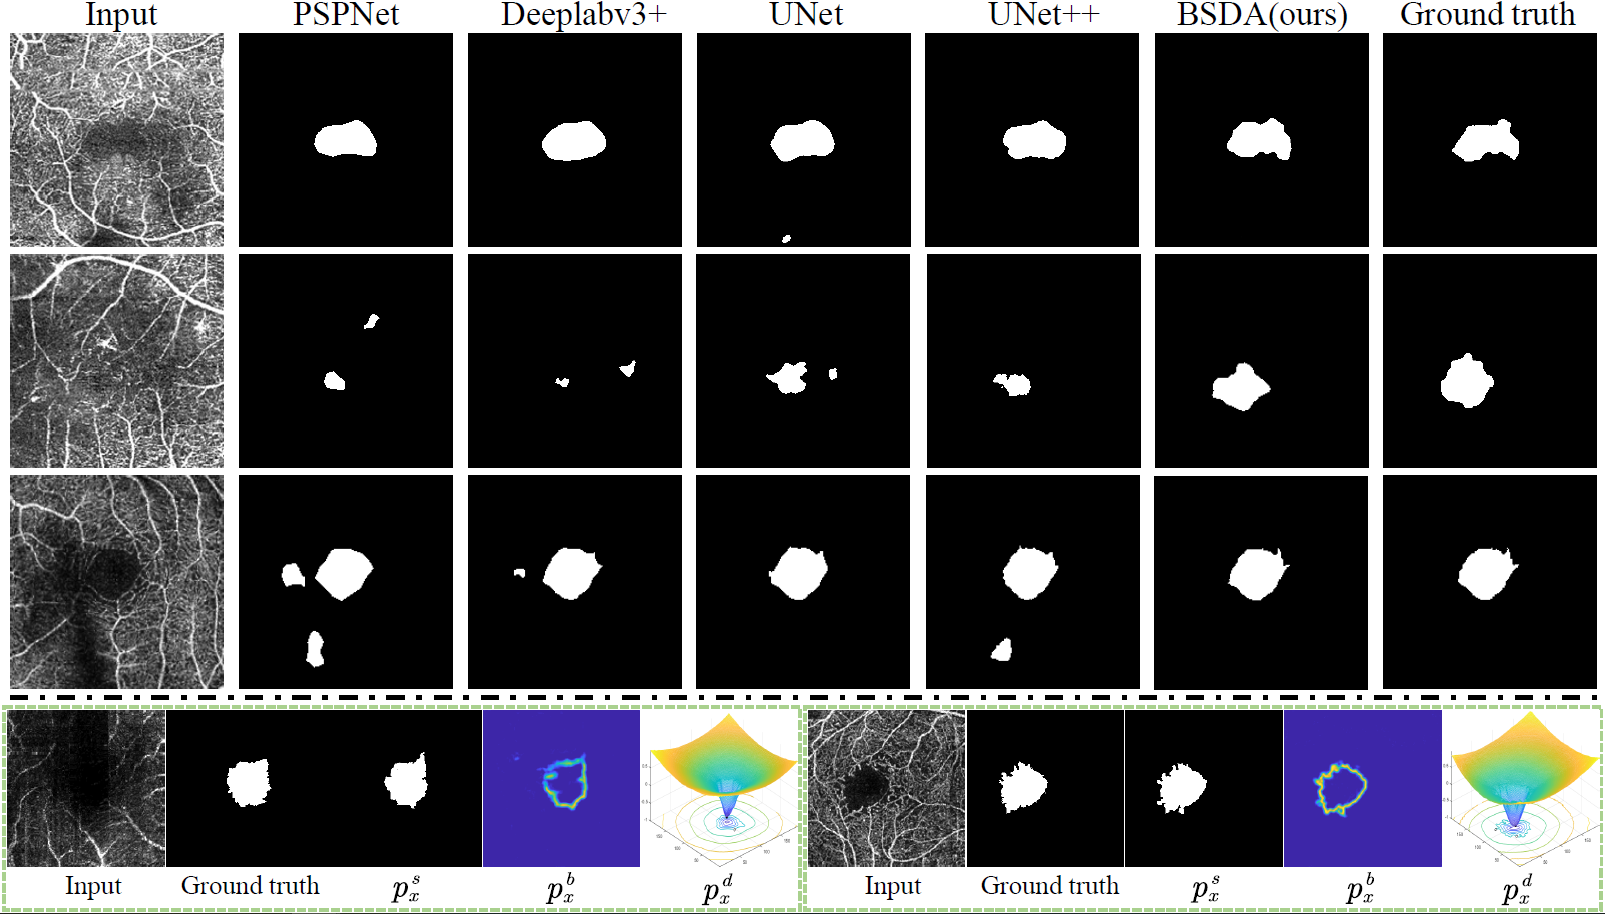 Input PSPNet Deeplabv3+ UNet UNet++ BSDA(ours) Ground truth
Input Ground truth $p_x^s$ $p_x^b$ $p_x^d$ Input Ground truth $p_x^s$ $p_x^b$ $p_x^d$